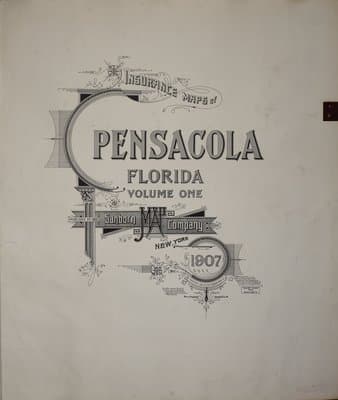 INSURANCE MAPS of
PENSACOLA
FLORIDA
VOLUME ONE
Sanborn MAP Company
NEW YORK
1907